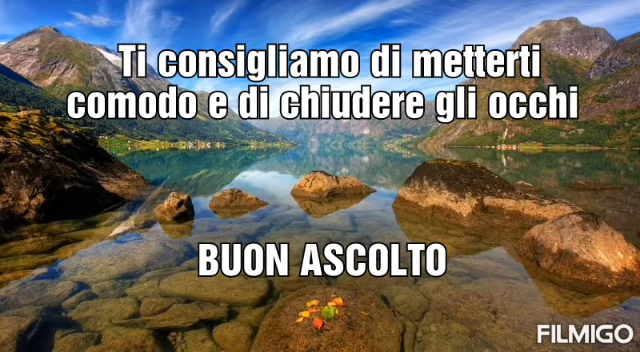 Ti consigliamo di metterti
comodo e di chiudere gli occhi
BUON ASCOLTO
FILMIGO